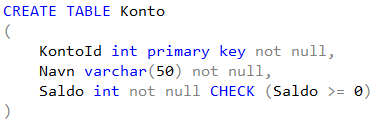 CREATE TABLE Konto
(
    KontoId int primary key not null,
    Navn varchar(50) not null,
    Saldo int not null CHECK (Saldo >= 0)
)